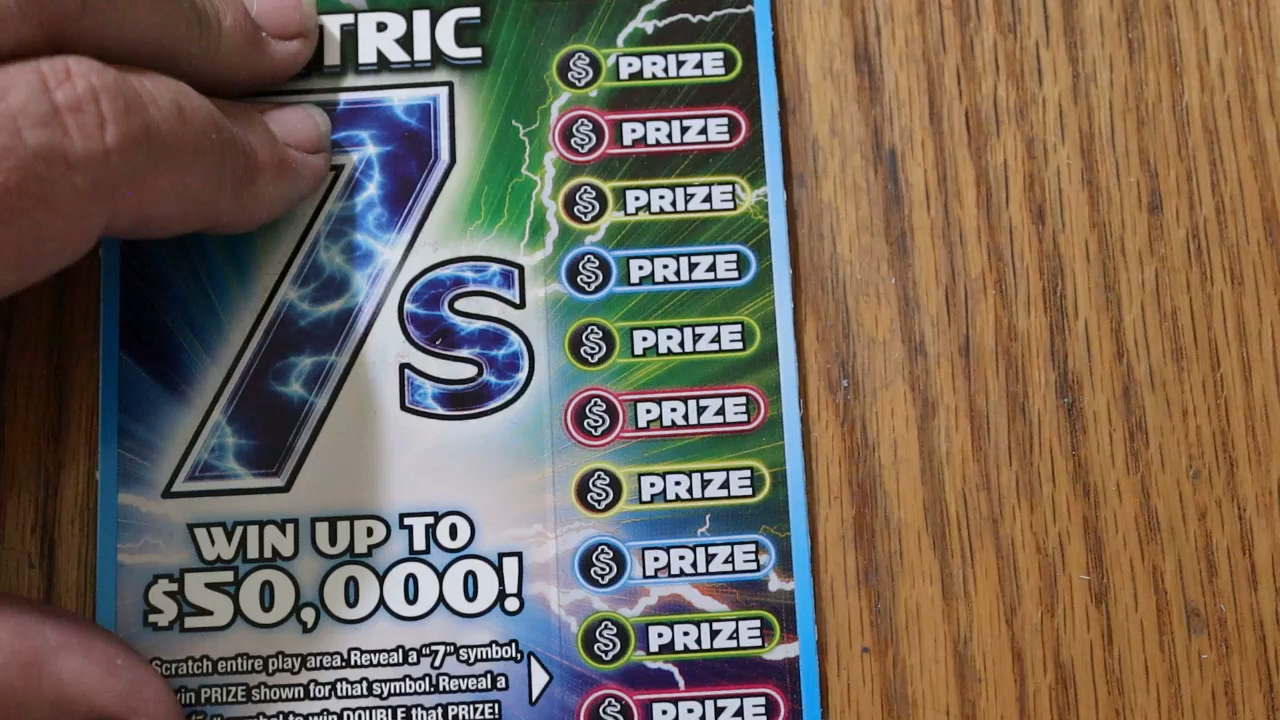 TRIC
7s
WIN UP TO
$50,000!
Scratch entire play area. Reveal a "7" symbol,
win PRIZE shown for that symbol. Reveal a
symbol to win DOUBLE that PRIZE!
$ PRIZE
$ PRIZE
$ PRIZE
$ PRIZE
$ PRIZE
$ PRIZE
$ PRIZE
$ PRIZE
$ PRIZE
$ PRIZE